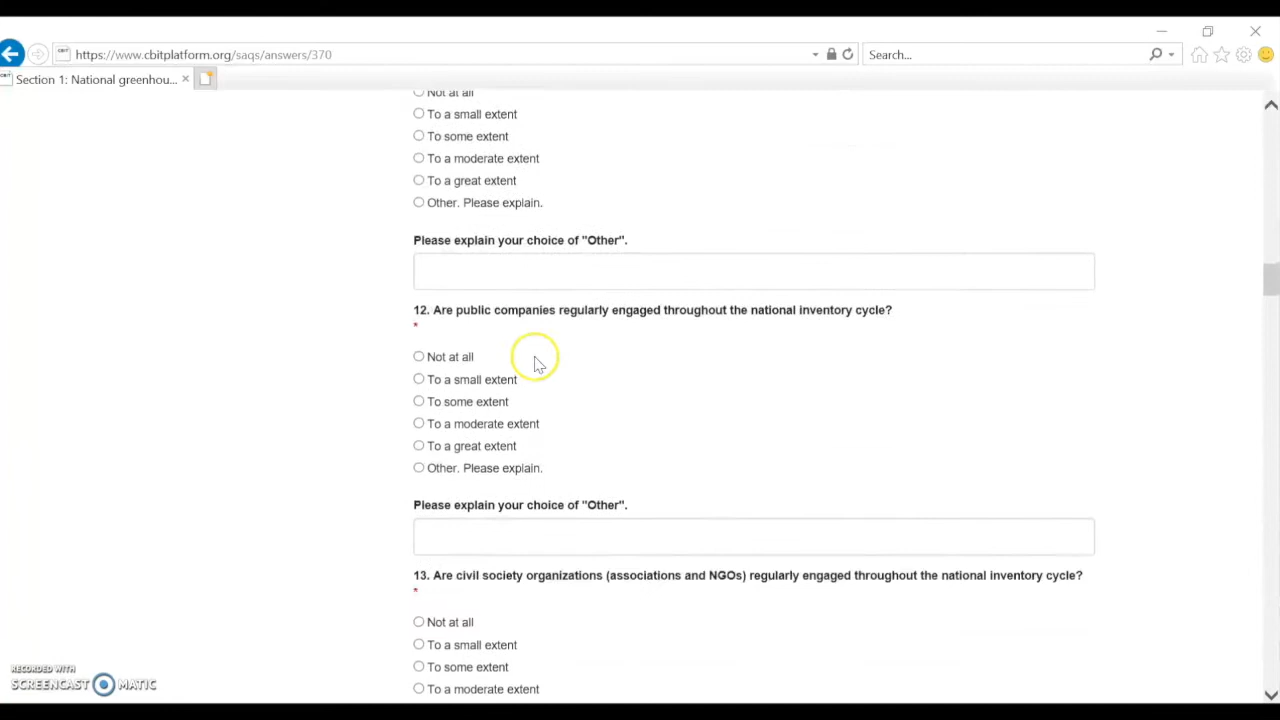 https://www.cbitplatform.org/saqs/answers/370
Search...
Section 1: National greenhou...
Not at all
To a small extent
To some extent
To a moderate extent
To a great extent
Other. Please explain.
Please explain your choice of "Other".
12. Are public companies regularly engaged throughout the national inventory cycle?
*
Not at all
To a small extent
To some extent
To a moderate extent
To a great extent
Other. Please explain.
Please explain your choice of "Other".
13. Are civil society organizations (associations and NGOs) regularly engaged throughout the national inventory cycle?
*
Not at all
To a small extent
To some extent
To a moderate extent
RECORDED WITH
SCREENCAST MATIC